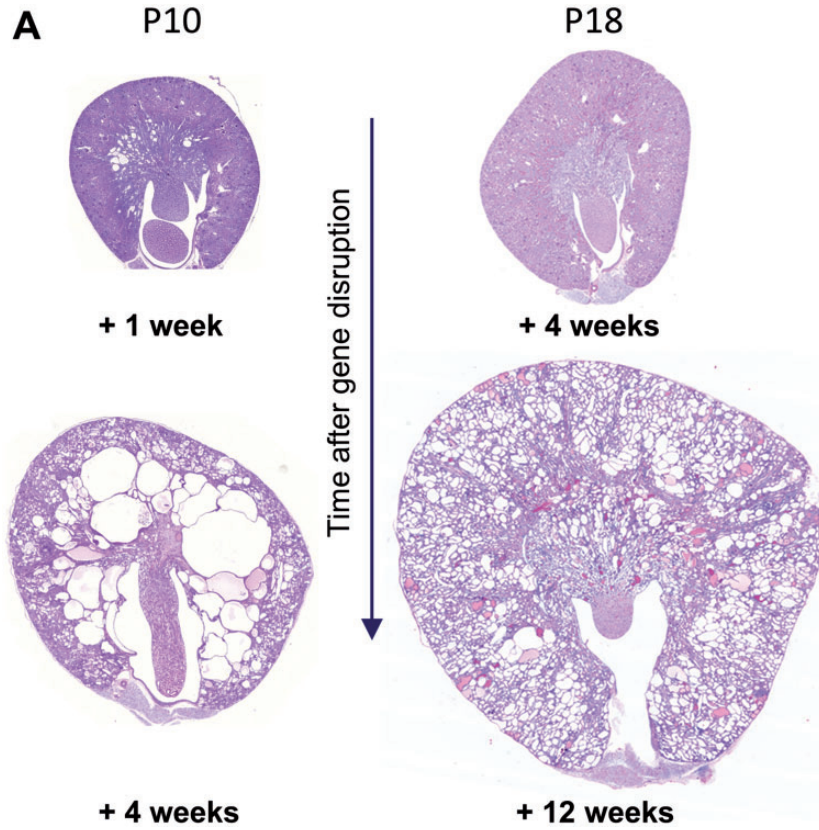 A
P10
P18
Time after gene disruption
+ 1 week
+ 4 weeks
+ 4 weeks
+ 12 weeks